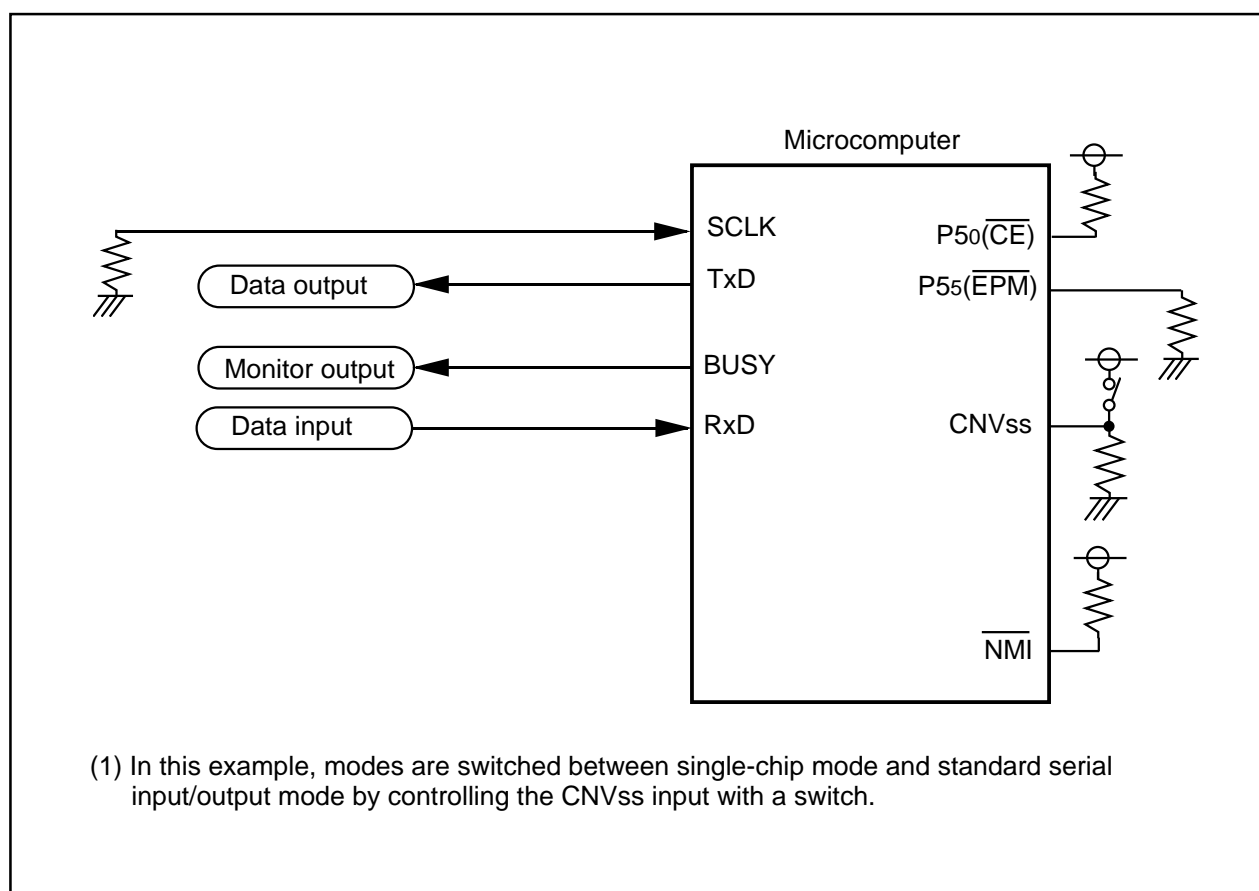 Microcomputer
SCLK
P50(CE)
Data output
TxD
P55(EPM)
Monitor output
BUSY
Data input
RxD
CNVss
NMI
(1) In this example, modes are switched between single-chip mode and standard serial
input/output mode by controlling the CNVss input with a switch.